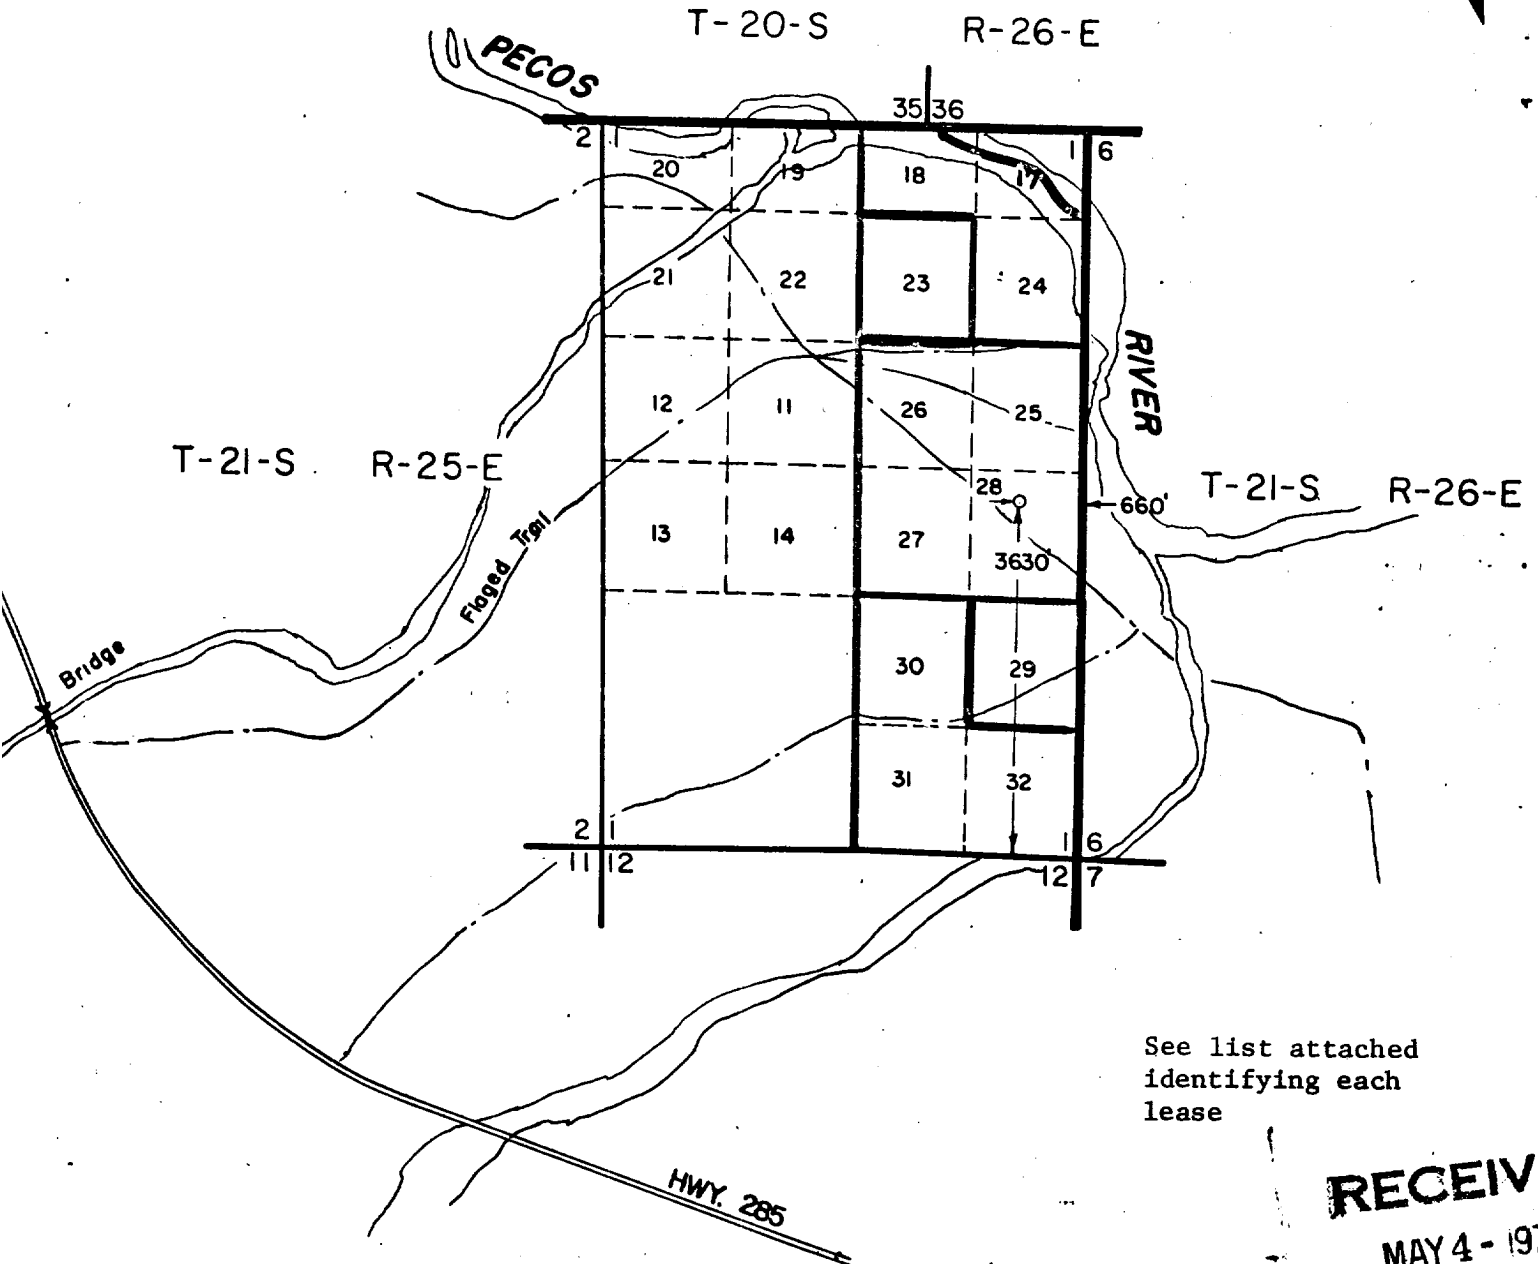 T-20-S R-26-E
PECOS
35 36
2 1
1 6
20 19 18 17
21 22 23 24
12 11 26 25
RIVER
T-21-S R-25-E
T-21-S R-26-E
28
660'
13 14 27
Flaged Trail
3630'
Bridge
30 29
31 32
2 1
1 6
11 12
12 7
See list attached
identifying each
lease
HWY. 285
RECEIV
MAY 4 - 197